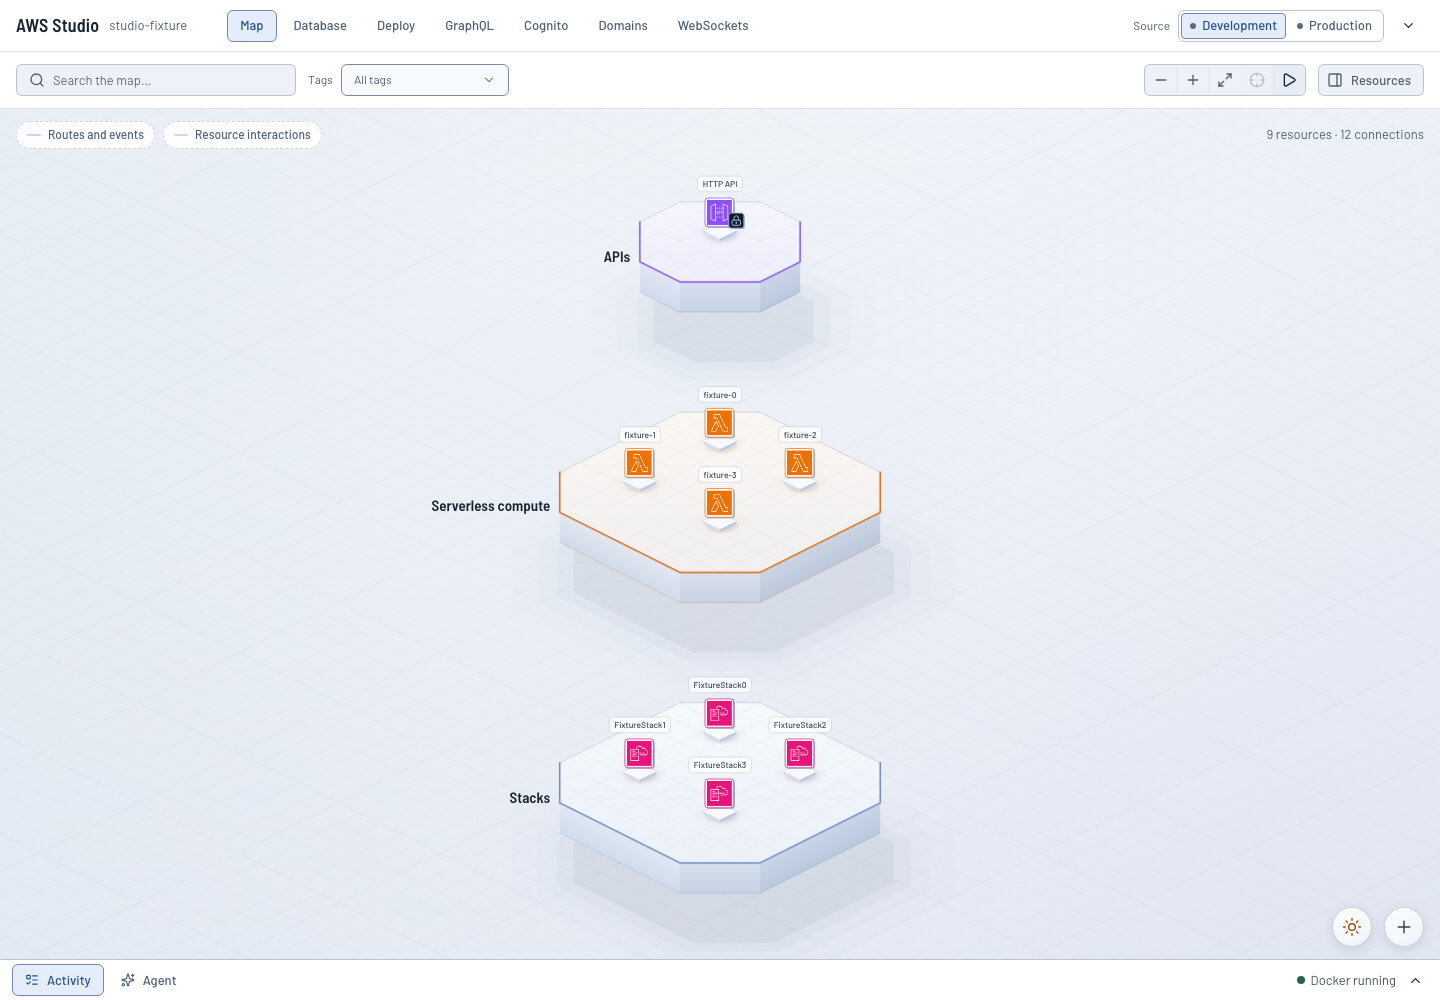 AWS Studio studio-fixture Map Database Deploy GraphQL Cognito Domains WebSockets Source Development Production
Search the map... Tags All tags Resources
Routes and events Resource interactions 9 resources · 12 connections
HTTP API
APIs
fixture-0
fixture-1 fixture-2
fixture-3
Serverless compute
FixtureStack0
FixtureStack1 FixtureStack2
FixtureStack3
Stacks
Activity Agent Docker running